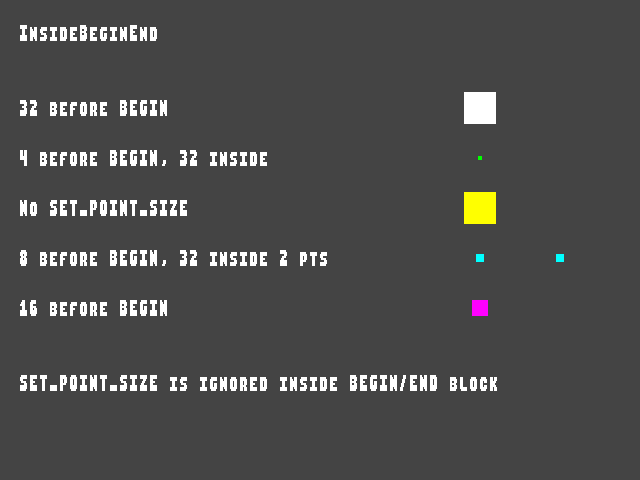 InsideBeginEnd
32 before BEGIN
4 before BEGIN, 32 inside
No SET_POINT_SIZE
8 before BEGIN, 32 inside 2 pts
16 before BEGIN
SET_POINT_SIZE is ignored inside BEGIN/END block